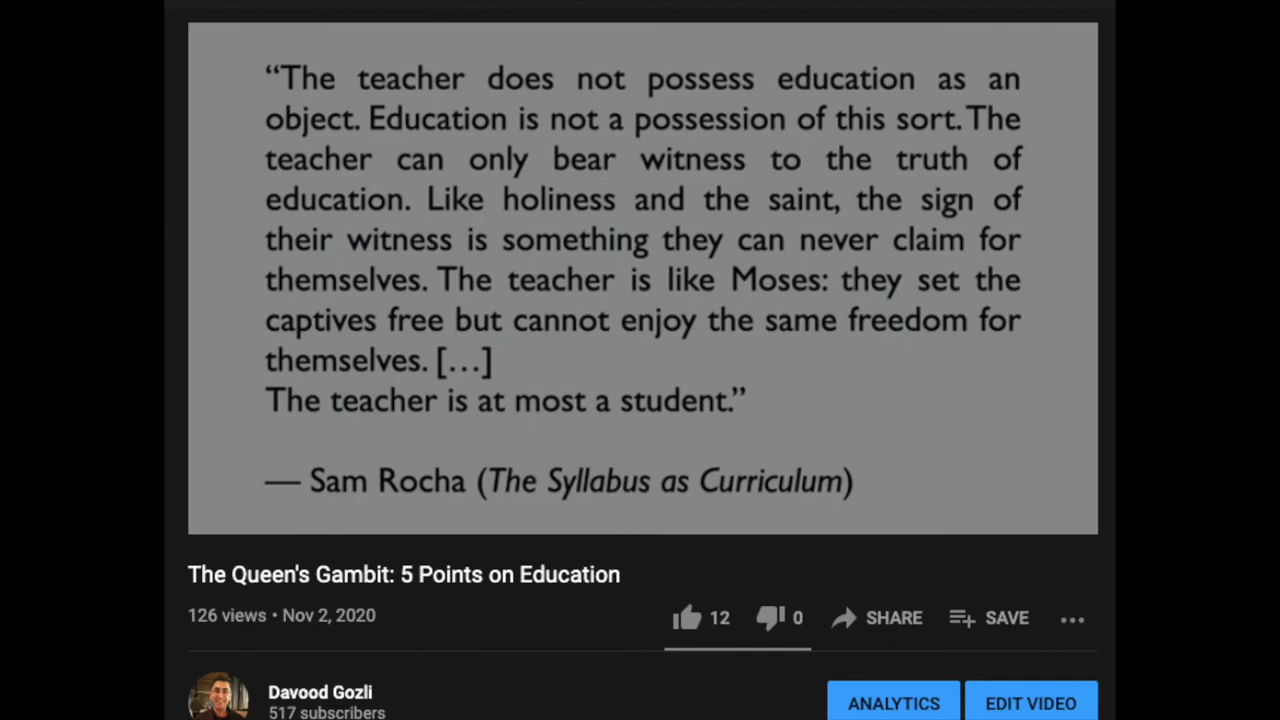 “The teacher does not possess education as an
object. Education is not a possession of this sort. The
teacher can only bear witness to the truth of
education. Like holiness and the saint, the sign of
their witness is something they can never claim for
themselves. The teacher is like Moses: they set the
captives free but cannot enjoy the same freedom for
themselves. […]
The teacher is at most a student.”
— Sam Rocha (The Syllabus as Curriculum)
The Queen's Gambit: 5 Points on Education
126 views • Nov 2, 2020
12
0
SHARE
SAVE
Davood Gozli
517 subscribers
ANALYTICS
EDIT VIDEO